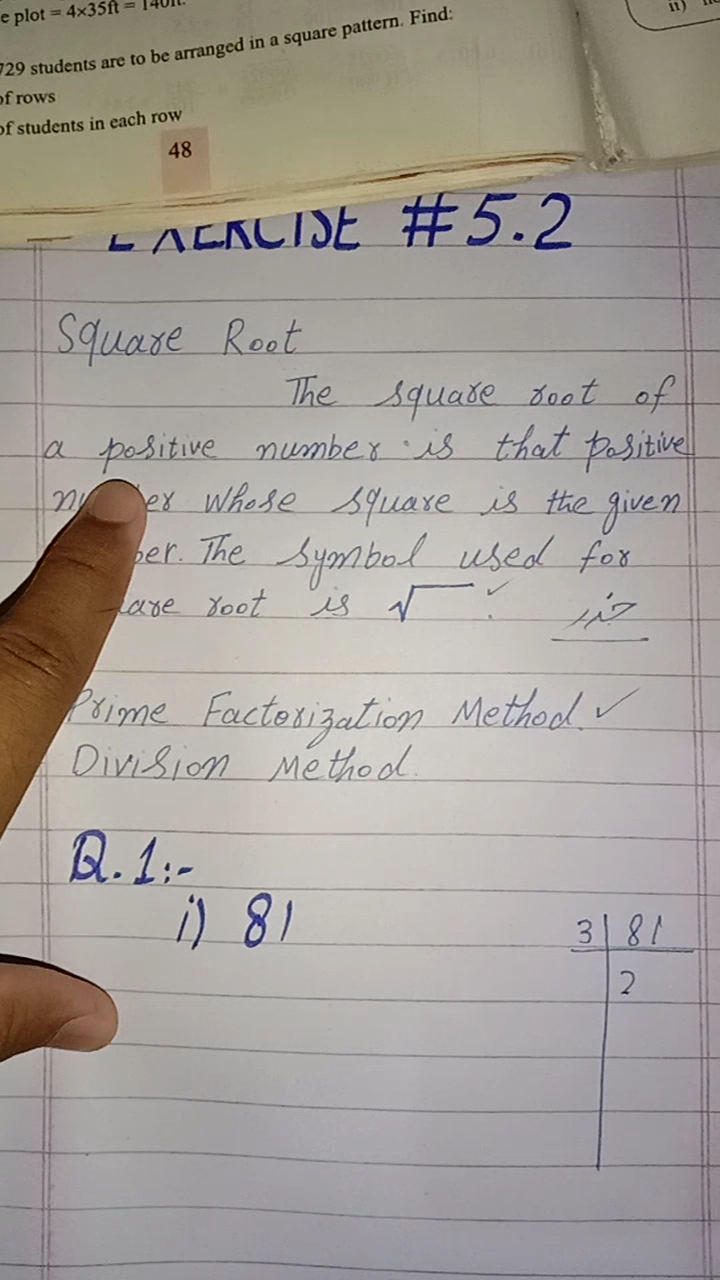 e plot = 4×35ft = 140ft.
ii)
729 students are to be arranged in a square pattern. Find:
of rows
of students in each row
48
EXERCISE #5.2
Square Root
The square root of
a positive number is that positive
whose square is the given
ber. The symbol used for
uare root is √ ✓
جذر
Prime Factorization Method. ✓
Division Method.
Q.1:-
i) 81
3 81
2